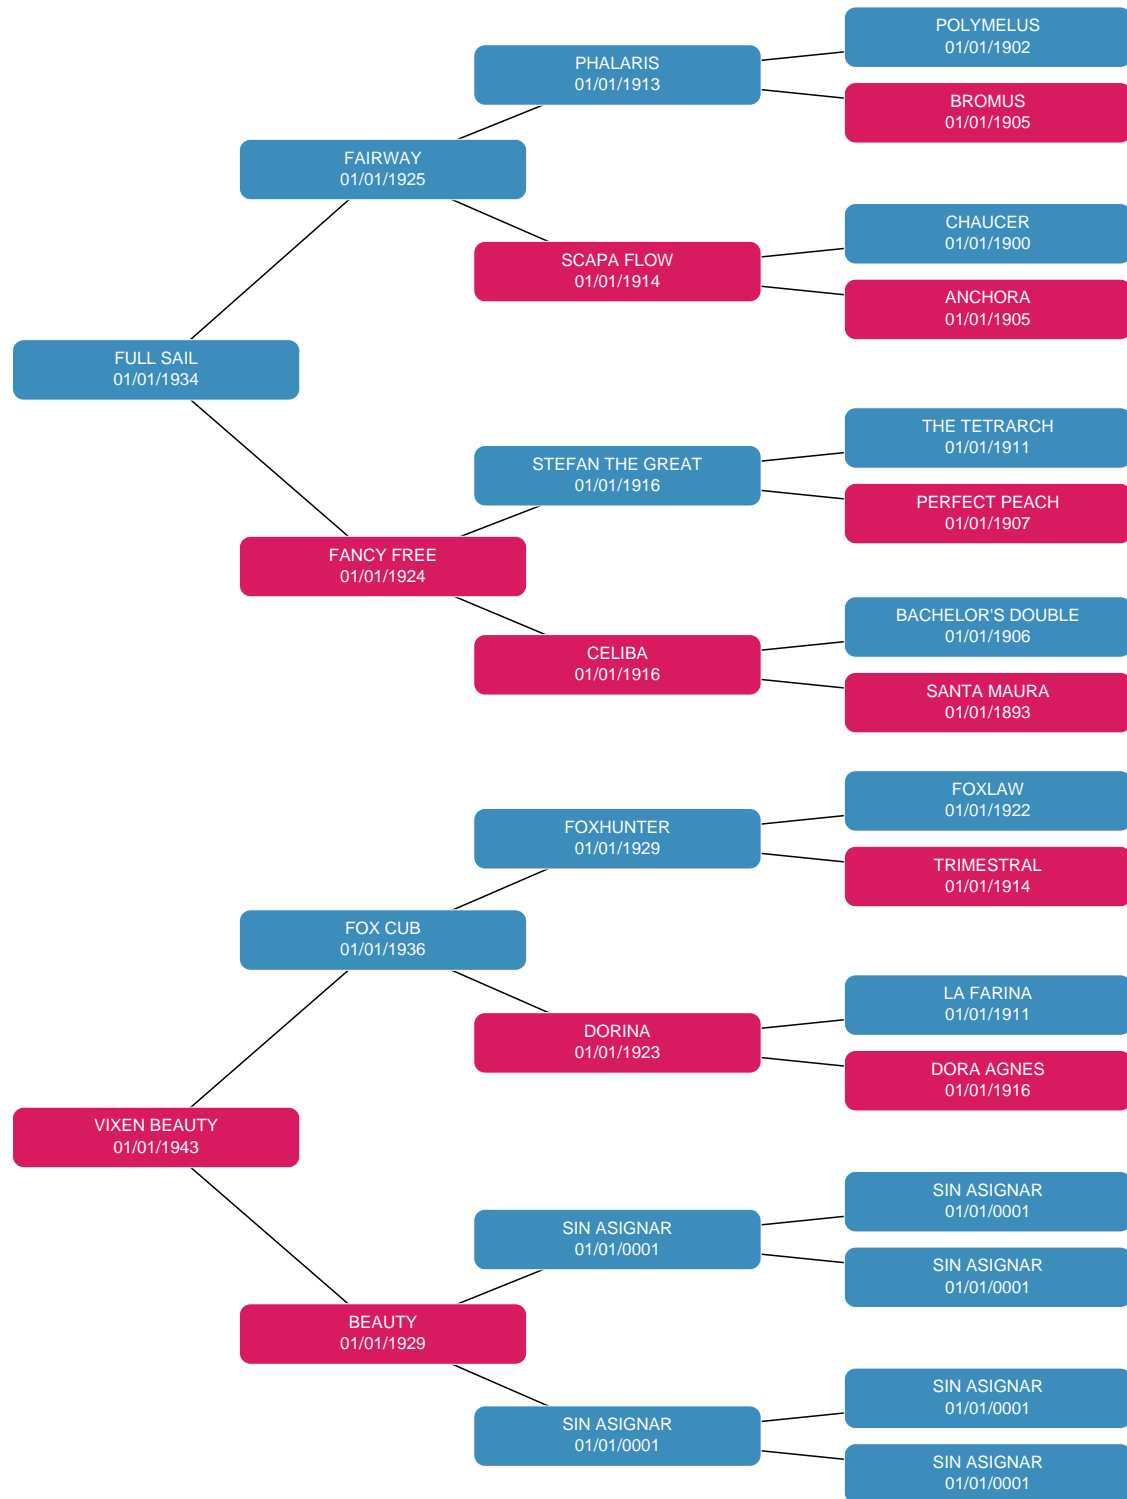 POLYMELUS
01/01/1902
PHALARIS
01/01/1913
BROMUS
01/01/1905
FAIRWAY
01/01/1925
CHAUCER
01/01/1900
SCAPA FLOW
01/01/1914
ANCHORA
01/01/1905
FULL SAIL
01/01/1934
THE TETRARCH
01/01/1911
STEFAN THE GREAT
01/01/1916
PERFECT PEACH
01/01/1907
FANCY FREE
01/01/1924
BACHELOR'S DOUBLE
01/01/1906
CELIBA
01/01/1916
SANTA MAURA
01/01/1893
FOXLAW
01/01/1922
FOXHUNTER
01/01/1929
TRIMESTRAL
01/01/1914
FOX CUB
01/01/1936
LA FARINA
01/01/1911
DORINA
01/01/1923
DORA AGNES
01/01/1916
VIXEN BEAUTY
01/01/1943
SIN ASIGNAR
01/01/0001
SIN ASIGNAR
01/01/0001
SIN ASIGNAR
01/01/0001
BEAUTY
01/01/1929
SIN ASIGNAR
01/01/0001
SIN ASIGNAR
01/01/0001
SIN ASIGNAR
01/01/0001